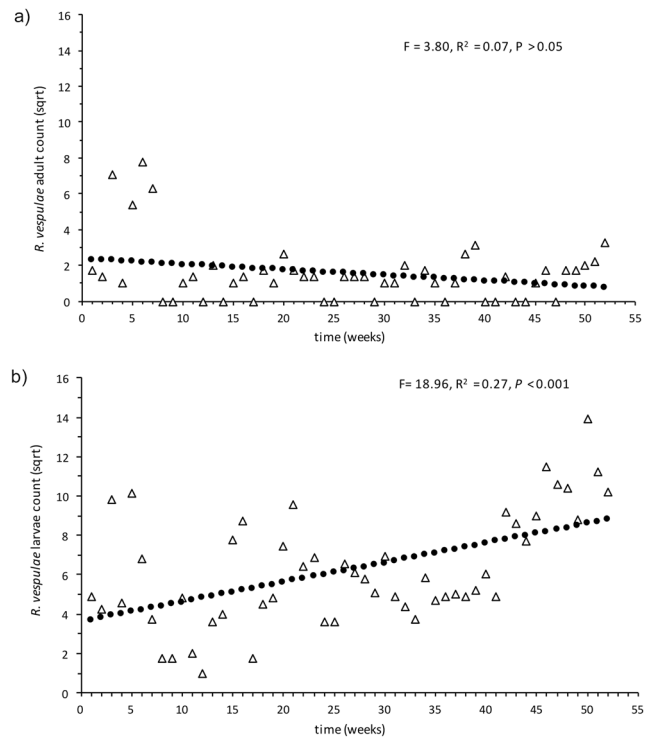 a)
16
14
12
10
8
6
4
2
0
R. vespulae adult count (sqrt)
F = 3.80, R² = 0.07, P > 0.05
0 5 10 15 20 25 30 35 40 45 50 55
time (weeks)
b)
16
14
12
10
8
6
4
2
0
R. vespulae larvae count (sqrt)
F= 18.96, R² = 0.27, P < 0.001
0 5 10 15 20 25 30 35 40 45 50 55
time (weeks)